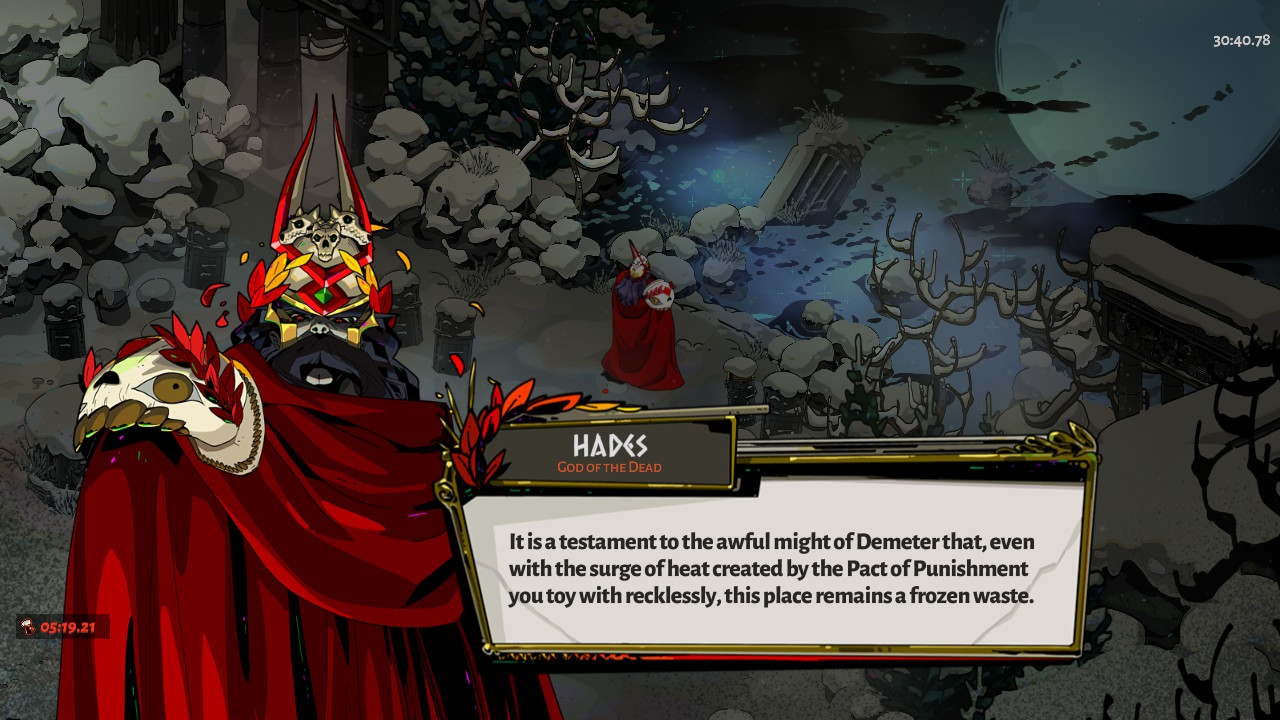 30:40.78
HADES
God of the Dead
It is a testament to the awful might of Demeter that, even
with the surge of heat created by the Pact of Punishment
you toy with recklessly, this place remains a frozen waste.
05:19.21